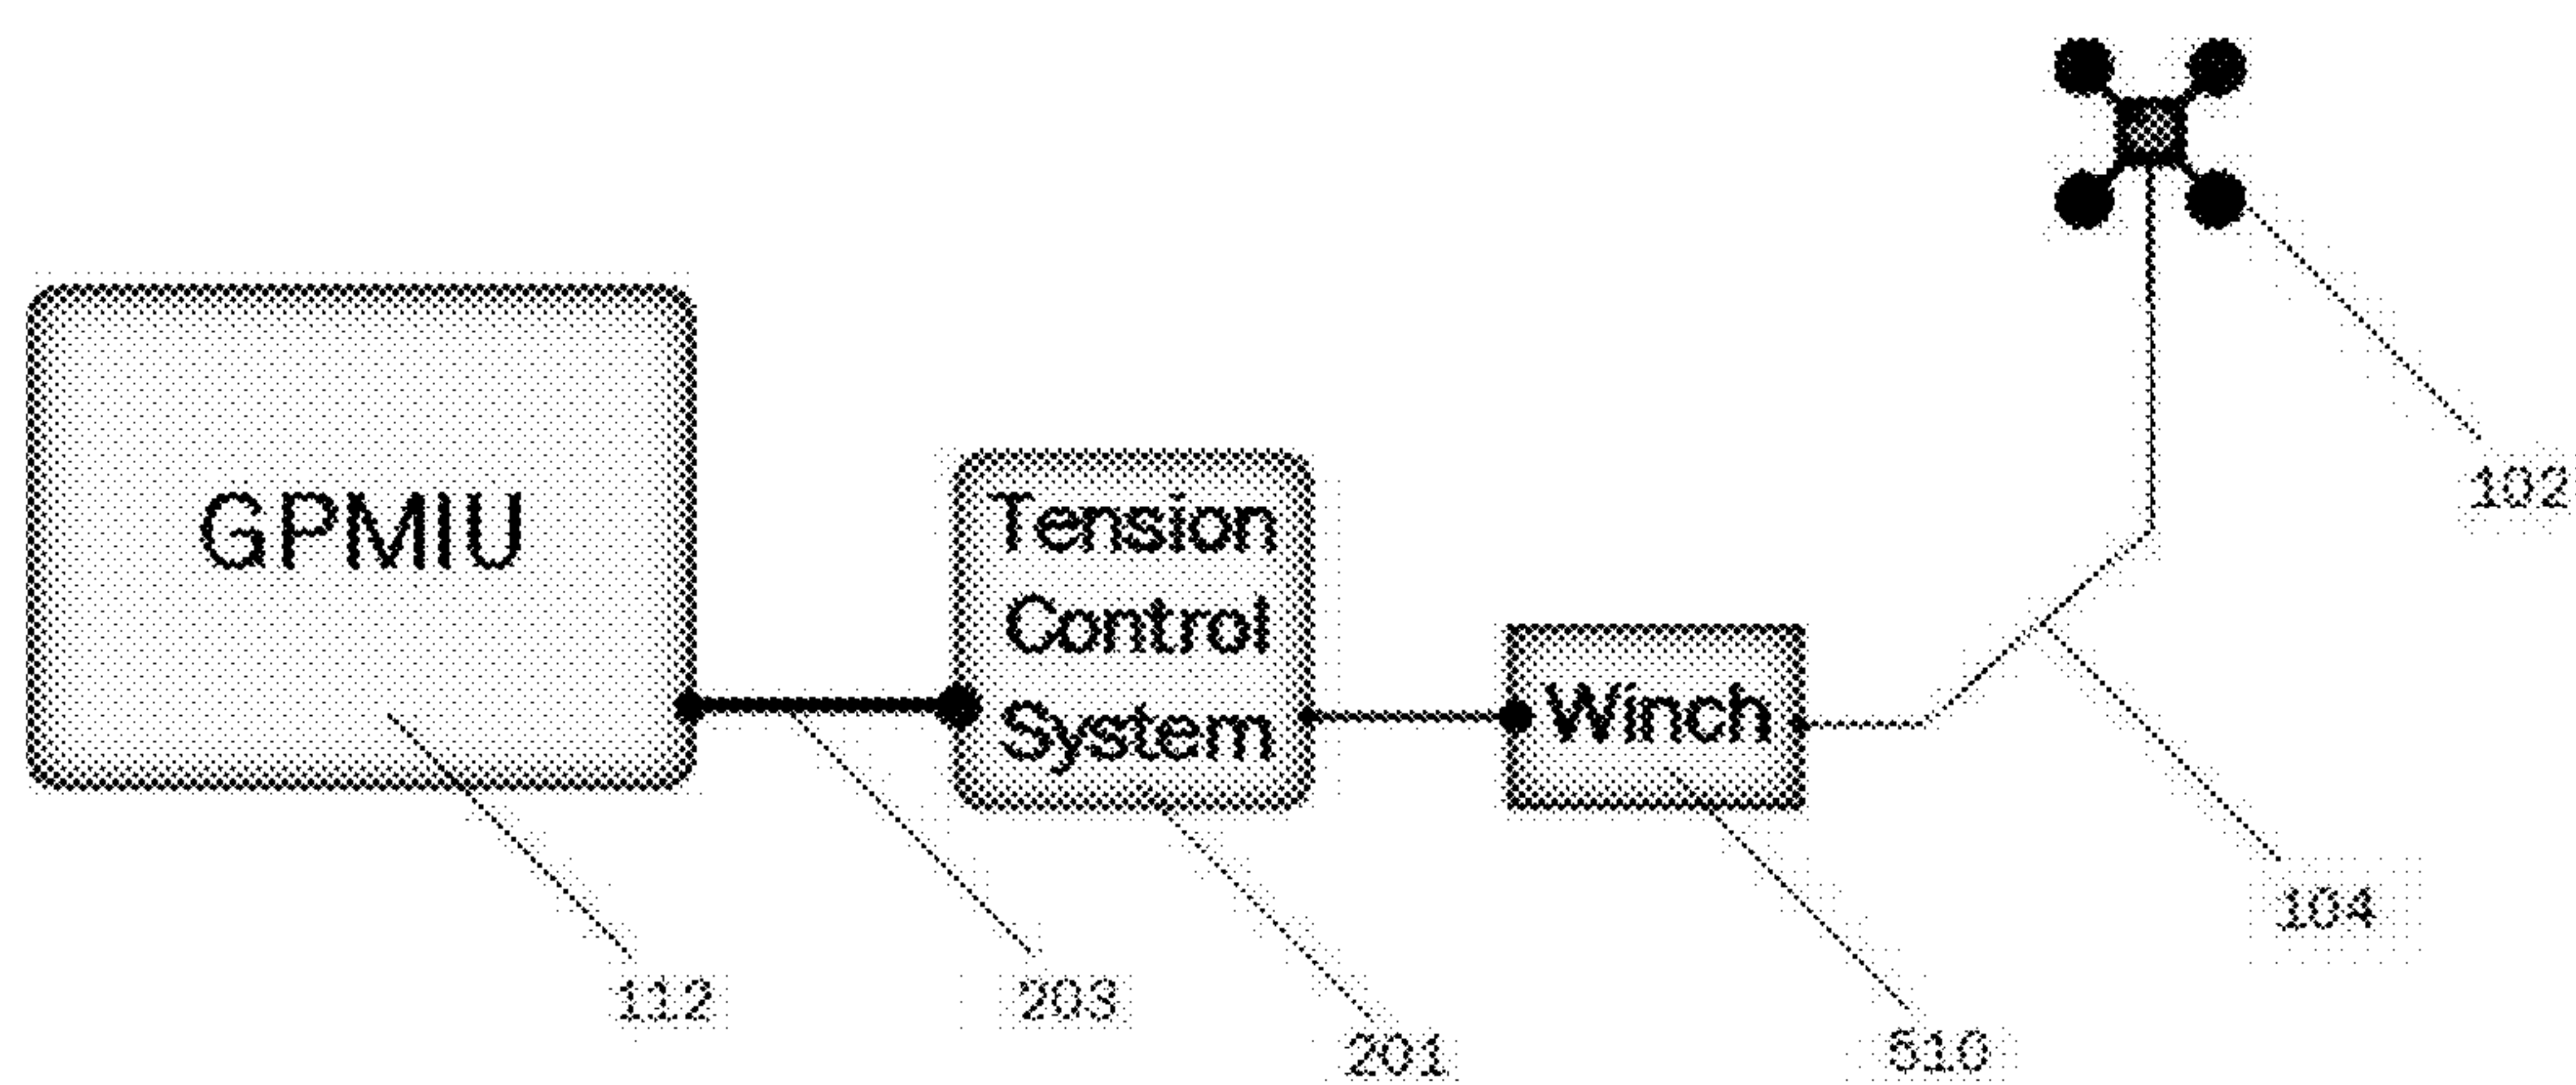 102
GPMIU
Tension
Control
System
Winch
104
112
203
201
510